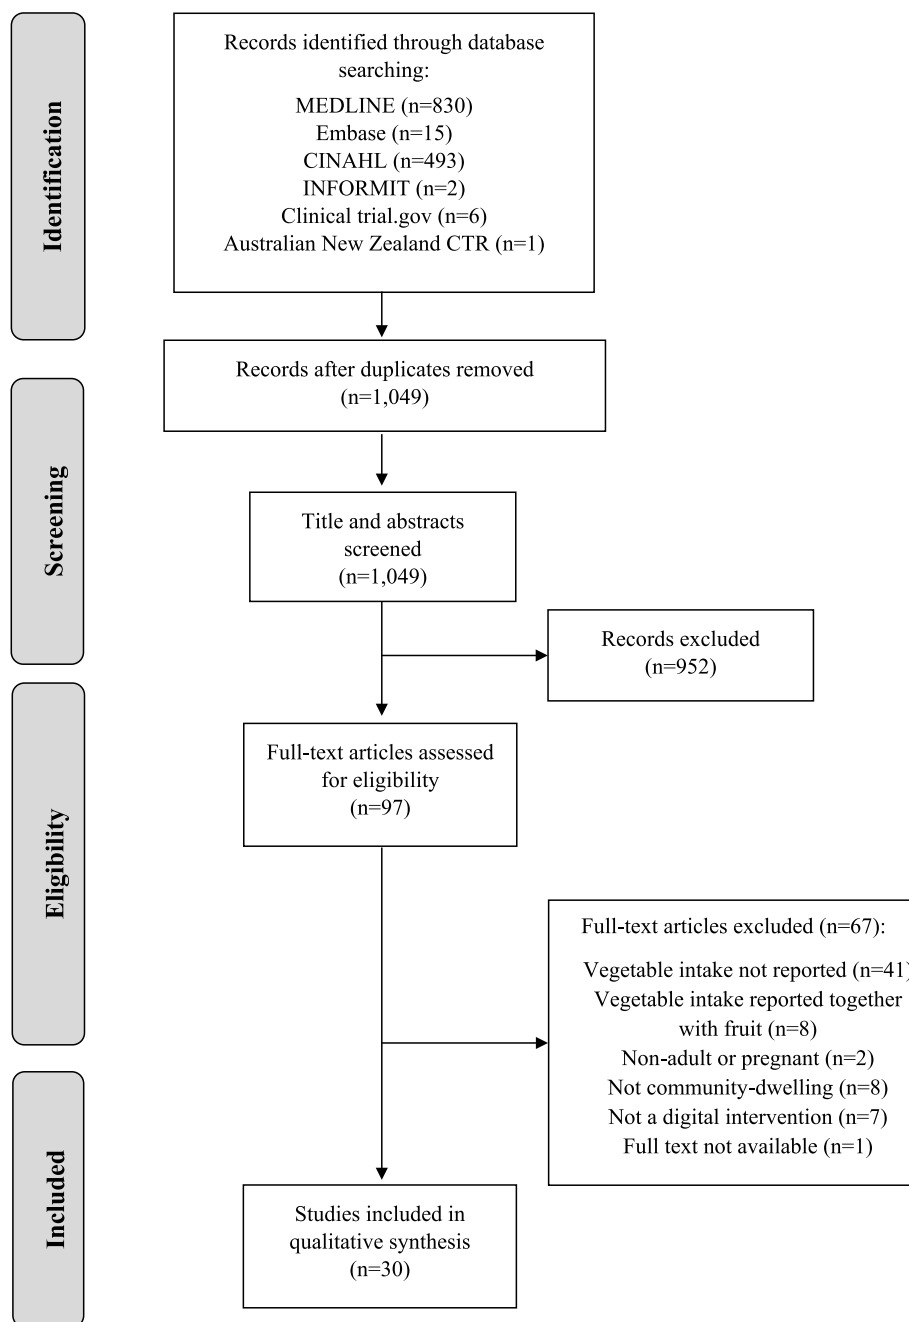 Identification
Records identified through database
searching:
MEDLINE (n=830)
Embase (n=15)
CINAHL (n=493)
INFORMIT (n=2)
Clinical trial.gov (n=6)
Australian New Zealand CTR (n=1)
Records after duplicates removed
(n=1,049)
Screening
Title and abstracts
screened
(n=1,049)
Records excluded
(n=952)
Eligibility
Full-text articles assessed
for eligibility
(n=97)
Full-text articles excluded (n=67):
Vegetable intake not reported (n=41)
Vegetable intake reported together
with fruit (n=8)
Non-adult or pregnant (n=2)
Not community-dwelling (n=8)
Not a digital intervention (n=7)
Full text not available (n=1)
Included
Studies included in
qualitative synthesis
(n=30)